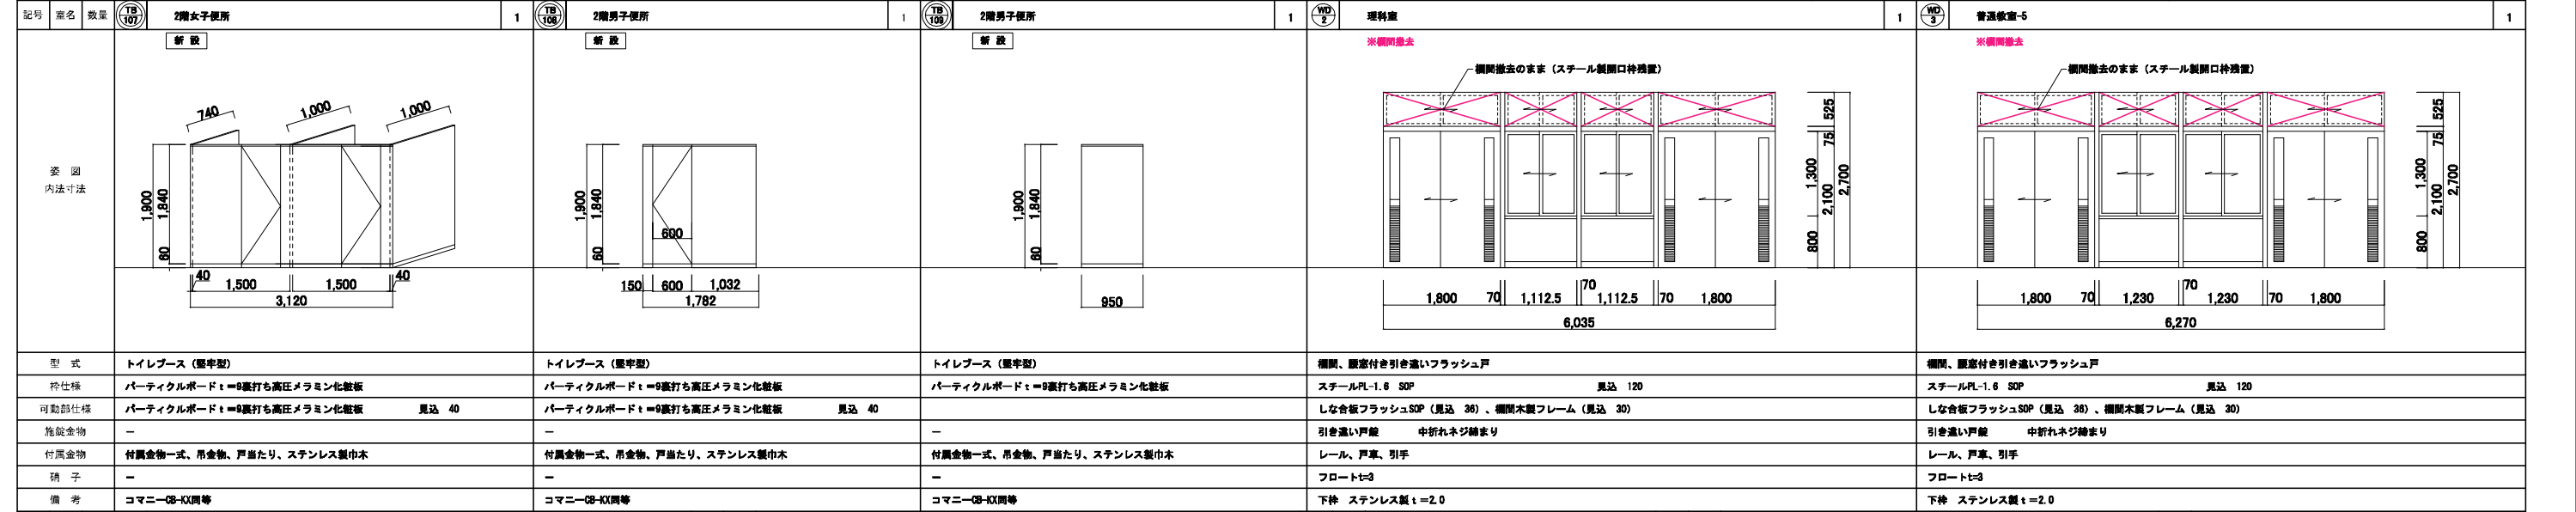 記号 室名 数量 TB 107 2階女子便所 1 TB 108 2階男子便所 1 TB 109 2階男子便所 1 WD 2 理科室 1 WD 3 普通教室-5 1
新 設 新 設 新 設 ※欄間撤去 ※欄間撤去
欄間撤去のまま（スチール製開口枠残置） 欄間撤去のまま（スチール製開口枠残置）
姿 図
内法寸法
740 1,000 1,000
1,900 1,840 60
40 1,500 1,500 40
3,120
1,900 1,840 60
600
150 600 1,032
1,782
1,900 1,840 60
950
525 75 1,300 2,100 2,700 800
1,800 70 1,112.5 70 1,112.5 70 1,800
6,035
525 75 1,300 2,100 2,700 800
1,800 70 1,230 70 1,230 70 1,800
6,270
型 式 トイレブース（堅牢型） トイレブース（堅牢型） トイレブース（堅牢型） 欄間、腰窓付き引き違いフラッシュ戸 欄間、腰窓付き引き違いフラッシュ戸
枠仕様 パーティクルボードｔ＝9裏打ち高圧メラミン化粧板 パーティクルボードｔ＝9裏打ち高圧メラミン化粧板 パーティクルボードｔ＝9裏打ち高圧メラミン化粧板 スチールPL-1.6 SOP 見込 120 スチールPL-1.6 SOP 見込 120
可動部仕様 パーティクルボードｔ＝9裏打ち高圧メラミン化粧板 見込 40 パーティクルボードｔ＝9裏打ち高圧メラミン化粧板 見込 40 しな合板フラッシュSOP（見込 36）、欄間木製フレーム（見込 30） しな合板フラッシュSOP（見込 36）、欄間木製フレーム（見込 30）
施錠金物 － － － 引き違い戸錠 中折れネジ締まり 引き違い戸錠 中折れネジ締まり
付属金物 付属金物一式、吊金物、戸当たり、ステンレス製巾木 付属金物一式、吊金物、戸当たり、ステンレス製巾木 付属金物一式、吊金物、戸当たり、ステンレス製巾木 レール、戸車、引手 レール、戸車、引手
硝 子 － － － フロートt=3 フロートt=3
備 考 コマニーCB-KX同等 コマニーCB-KX同等 コマニーCB-KX同等 下枠 ステンレス製ｔ＝2.0 下枠 ステンレス製ｔ＝2.0